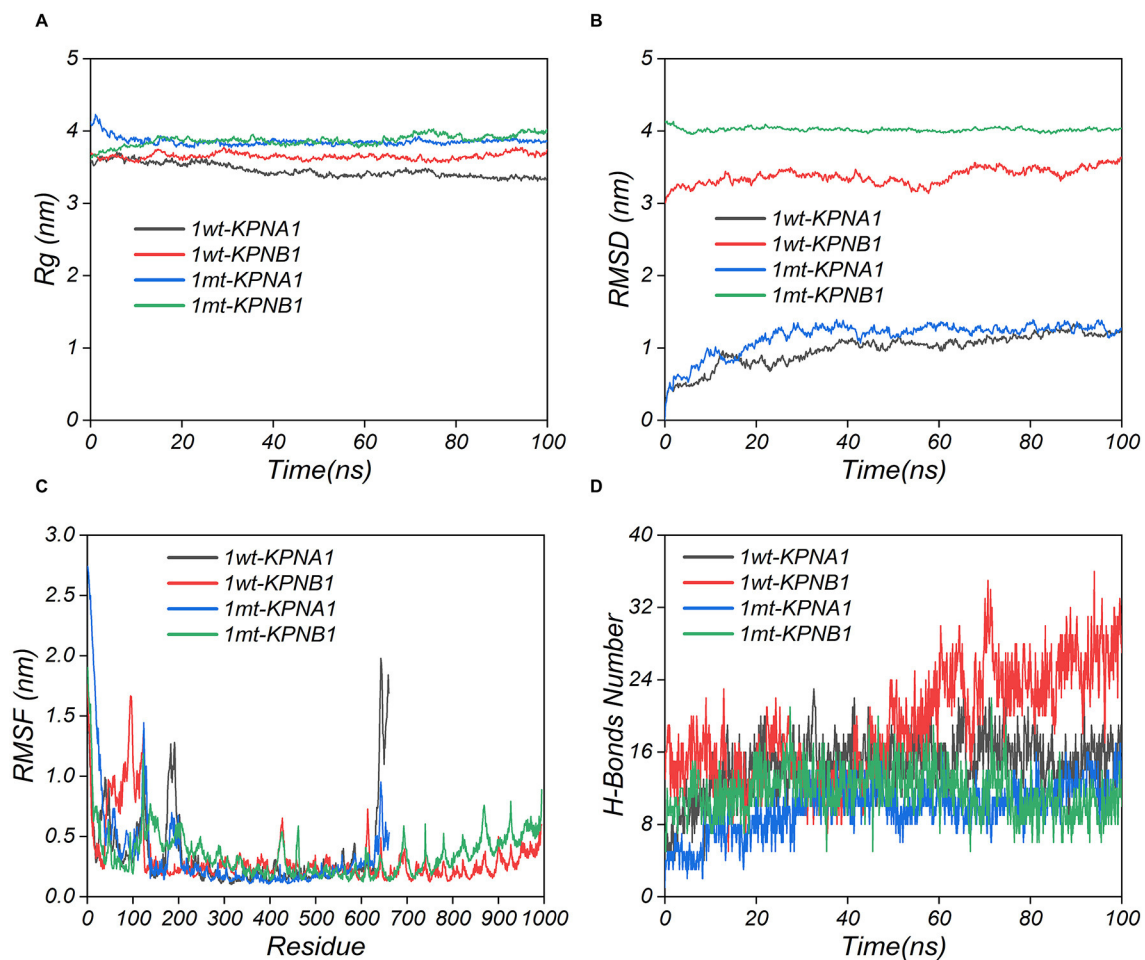 A
Rg (nm)
5
4
3
2
1
0
1wt-KPNA1
1wt-KPNB1
1mt-KPNA1
1mt-KPNB1
0 20 40 60 80 100
Time(ns)
B
RMSD (nm)
5
4
3
2
1
0
1wt-KPNA1
1wt-KPNB1
1mt-KPNA1
1mt-KPNB1
0 20 40 60 80 100
Time(ns)
C
RMSF (nm)
3.0
2.5
2.0
1.5
1.0
0.5
0.0
1wt-KPNA1
1wt-KPNB1
1mt-KPNA1
1mt-KPNB1
0 100 200 300 400 500 600 700 800 900 1000
Residue
D
H-Bonds Number
40
32
24
16
8
0
1wt-KPNA1
1wt-KPNB1
1mt-KPNA1
1mt-KPNB1
0 20 40 60 80 100
Time(ns)